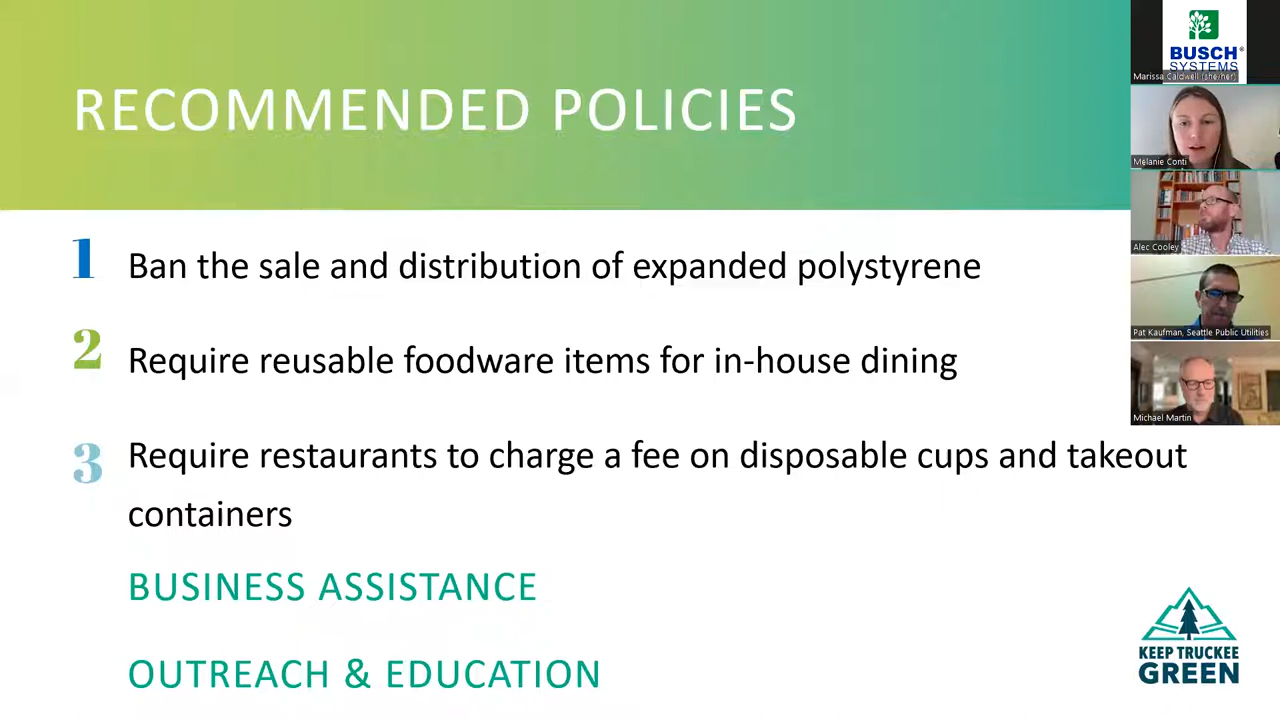 RECOMMENDED POLICIES
1 Ban the sale and distribution of expanded polystyrene
2 Require reusable foodware items for in-house dining
3 Require restaurants to charge a fee on disposable cups and takeout
containers
BUSINESS ASSISTANCE
OUTREACH & EDUCATION
BUSCH®
SYSTEMS
Marissa Caldwell (she/her)
Melanie Conti
Alec Cooley
Pat Kaufman, Seattle Public Utilities
Michael Martin
KEEP TRUCKEE
GREEN